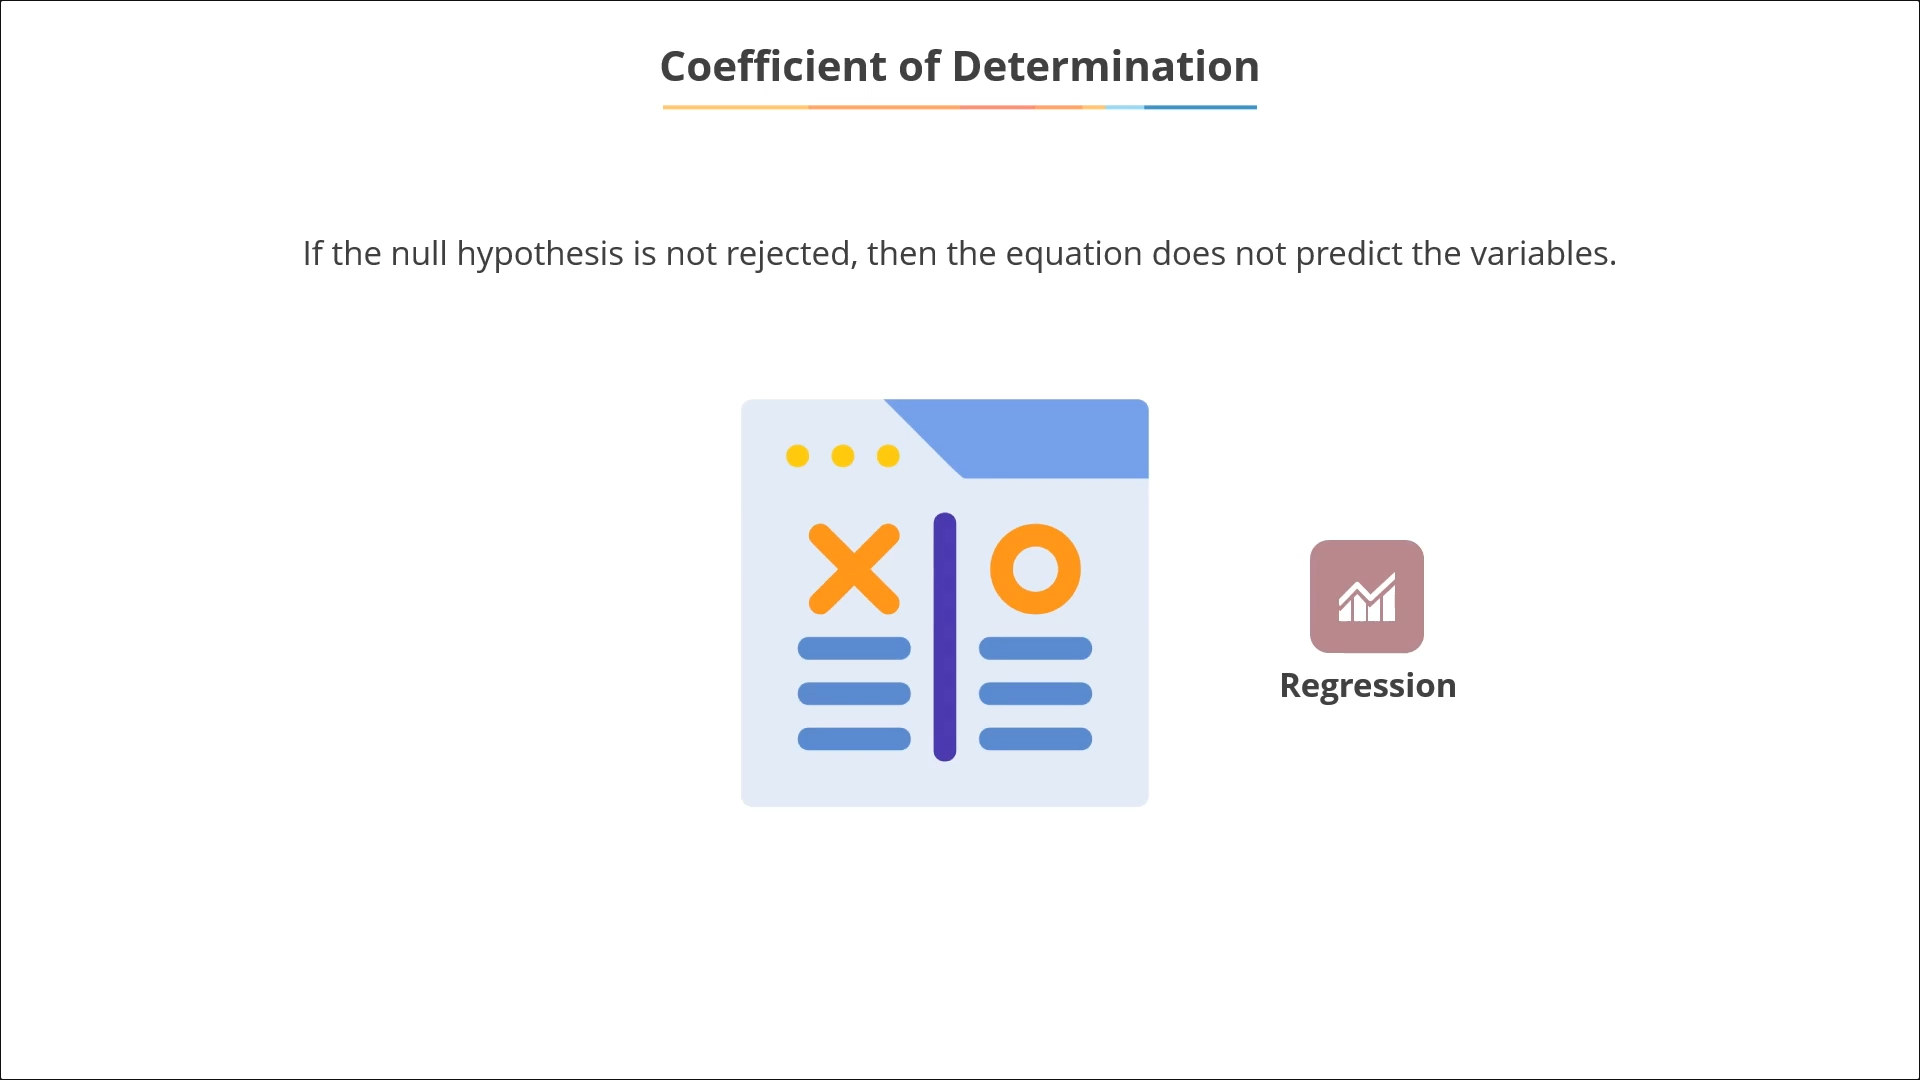 Coefficient of Determination
If the null hypothesis is not rejected, then the equation does not predict the variables.
Regression